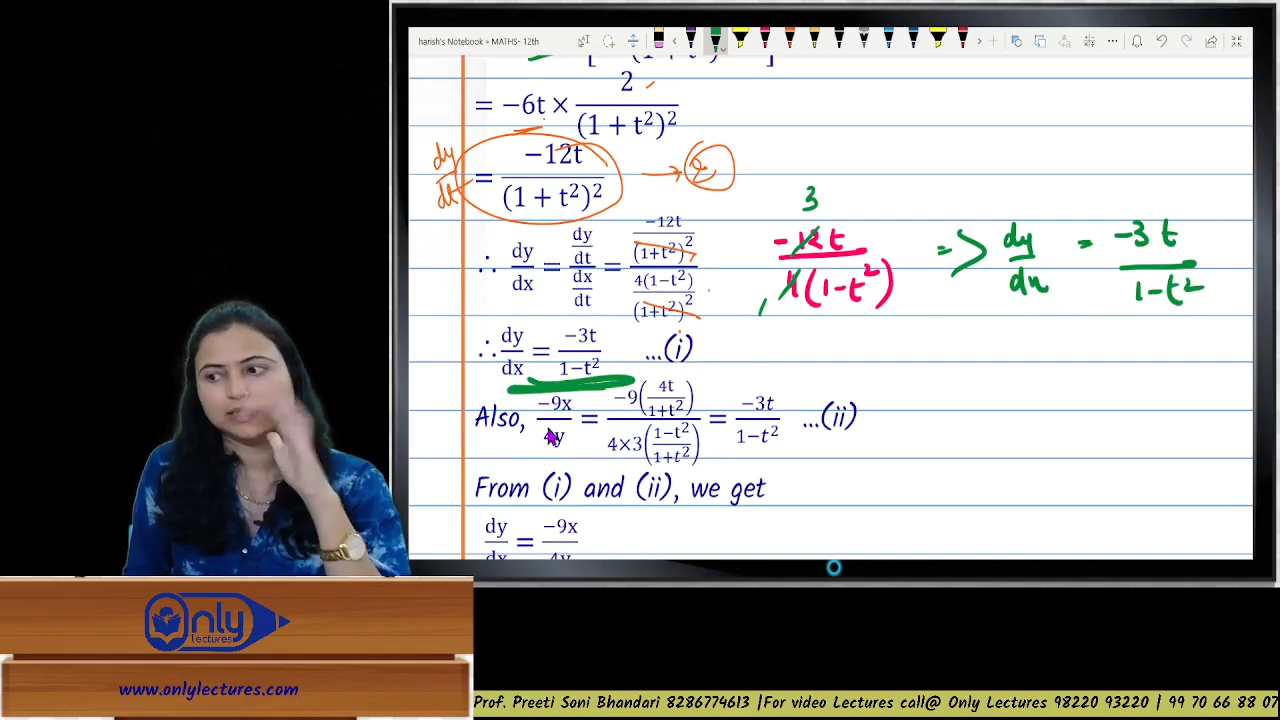 harish's Notebook » MATHS- 12th
[ (1 + t²)² ]
= −6t × 2/(1 + t²)²
dy/dt = −12t/(1 + t²)² → 2
∴ dy/dx = (dy/dt)/(dx/dt) = (−12t/(1+t²)²)/(4(1−t²)/(1+t²)²)
3
-12t/4(1-t²) => dy/dx = -3t/1-t²
∴ dy/dx = −3t/1−t² ...(i)
Also, −9x/4y = −9(4t/1+t²)/4×3(1−t²/1+t²) = −3t/1−t² ...(ii)
From (i) and (ii), we get
dy/dx = −9x/4y
Only
lectures
www.onlylectures.com
Prof. Preeti Soni Bhandari 8286774613 |For video Lectures call@ Only Lectures 98220 93220 | 99 70 66 88 07